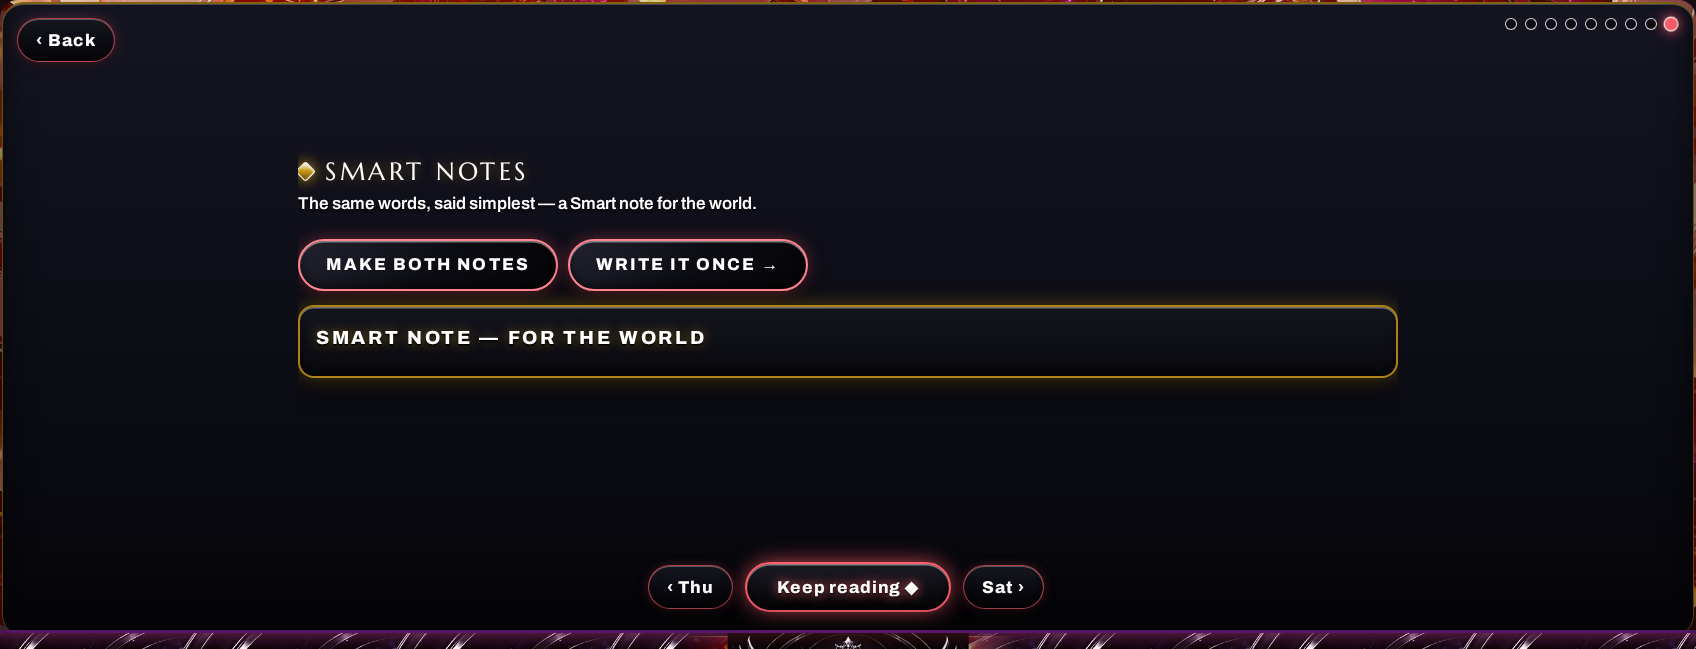 ‹ Back
SMART NOTES
The same words, said simplest — a Smart note for the world.
MAKE BOTH NOTES
WRITE IT ONCE →
SMART NOTE — FOR THE WORLD
‹ Thu
Keep reading ◆
Sat ›